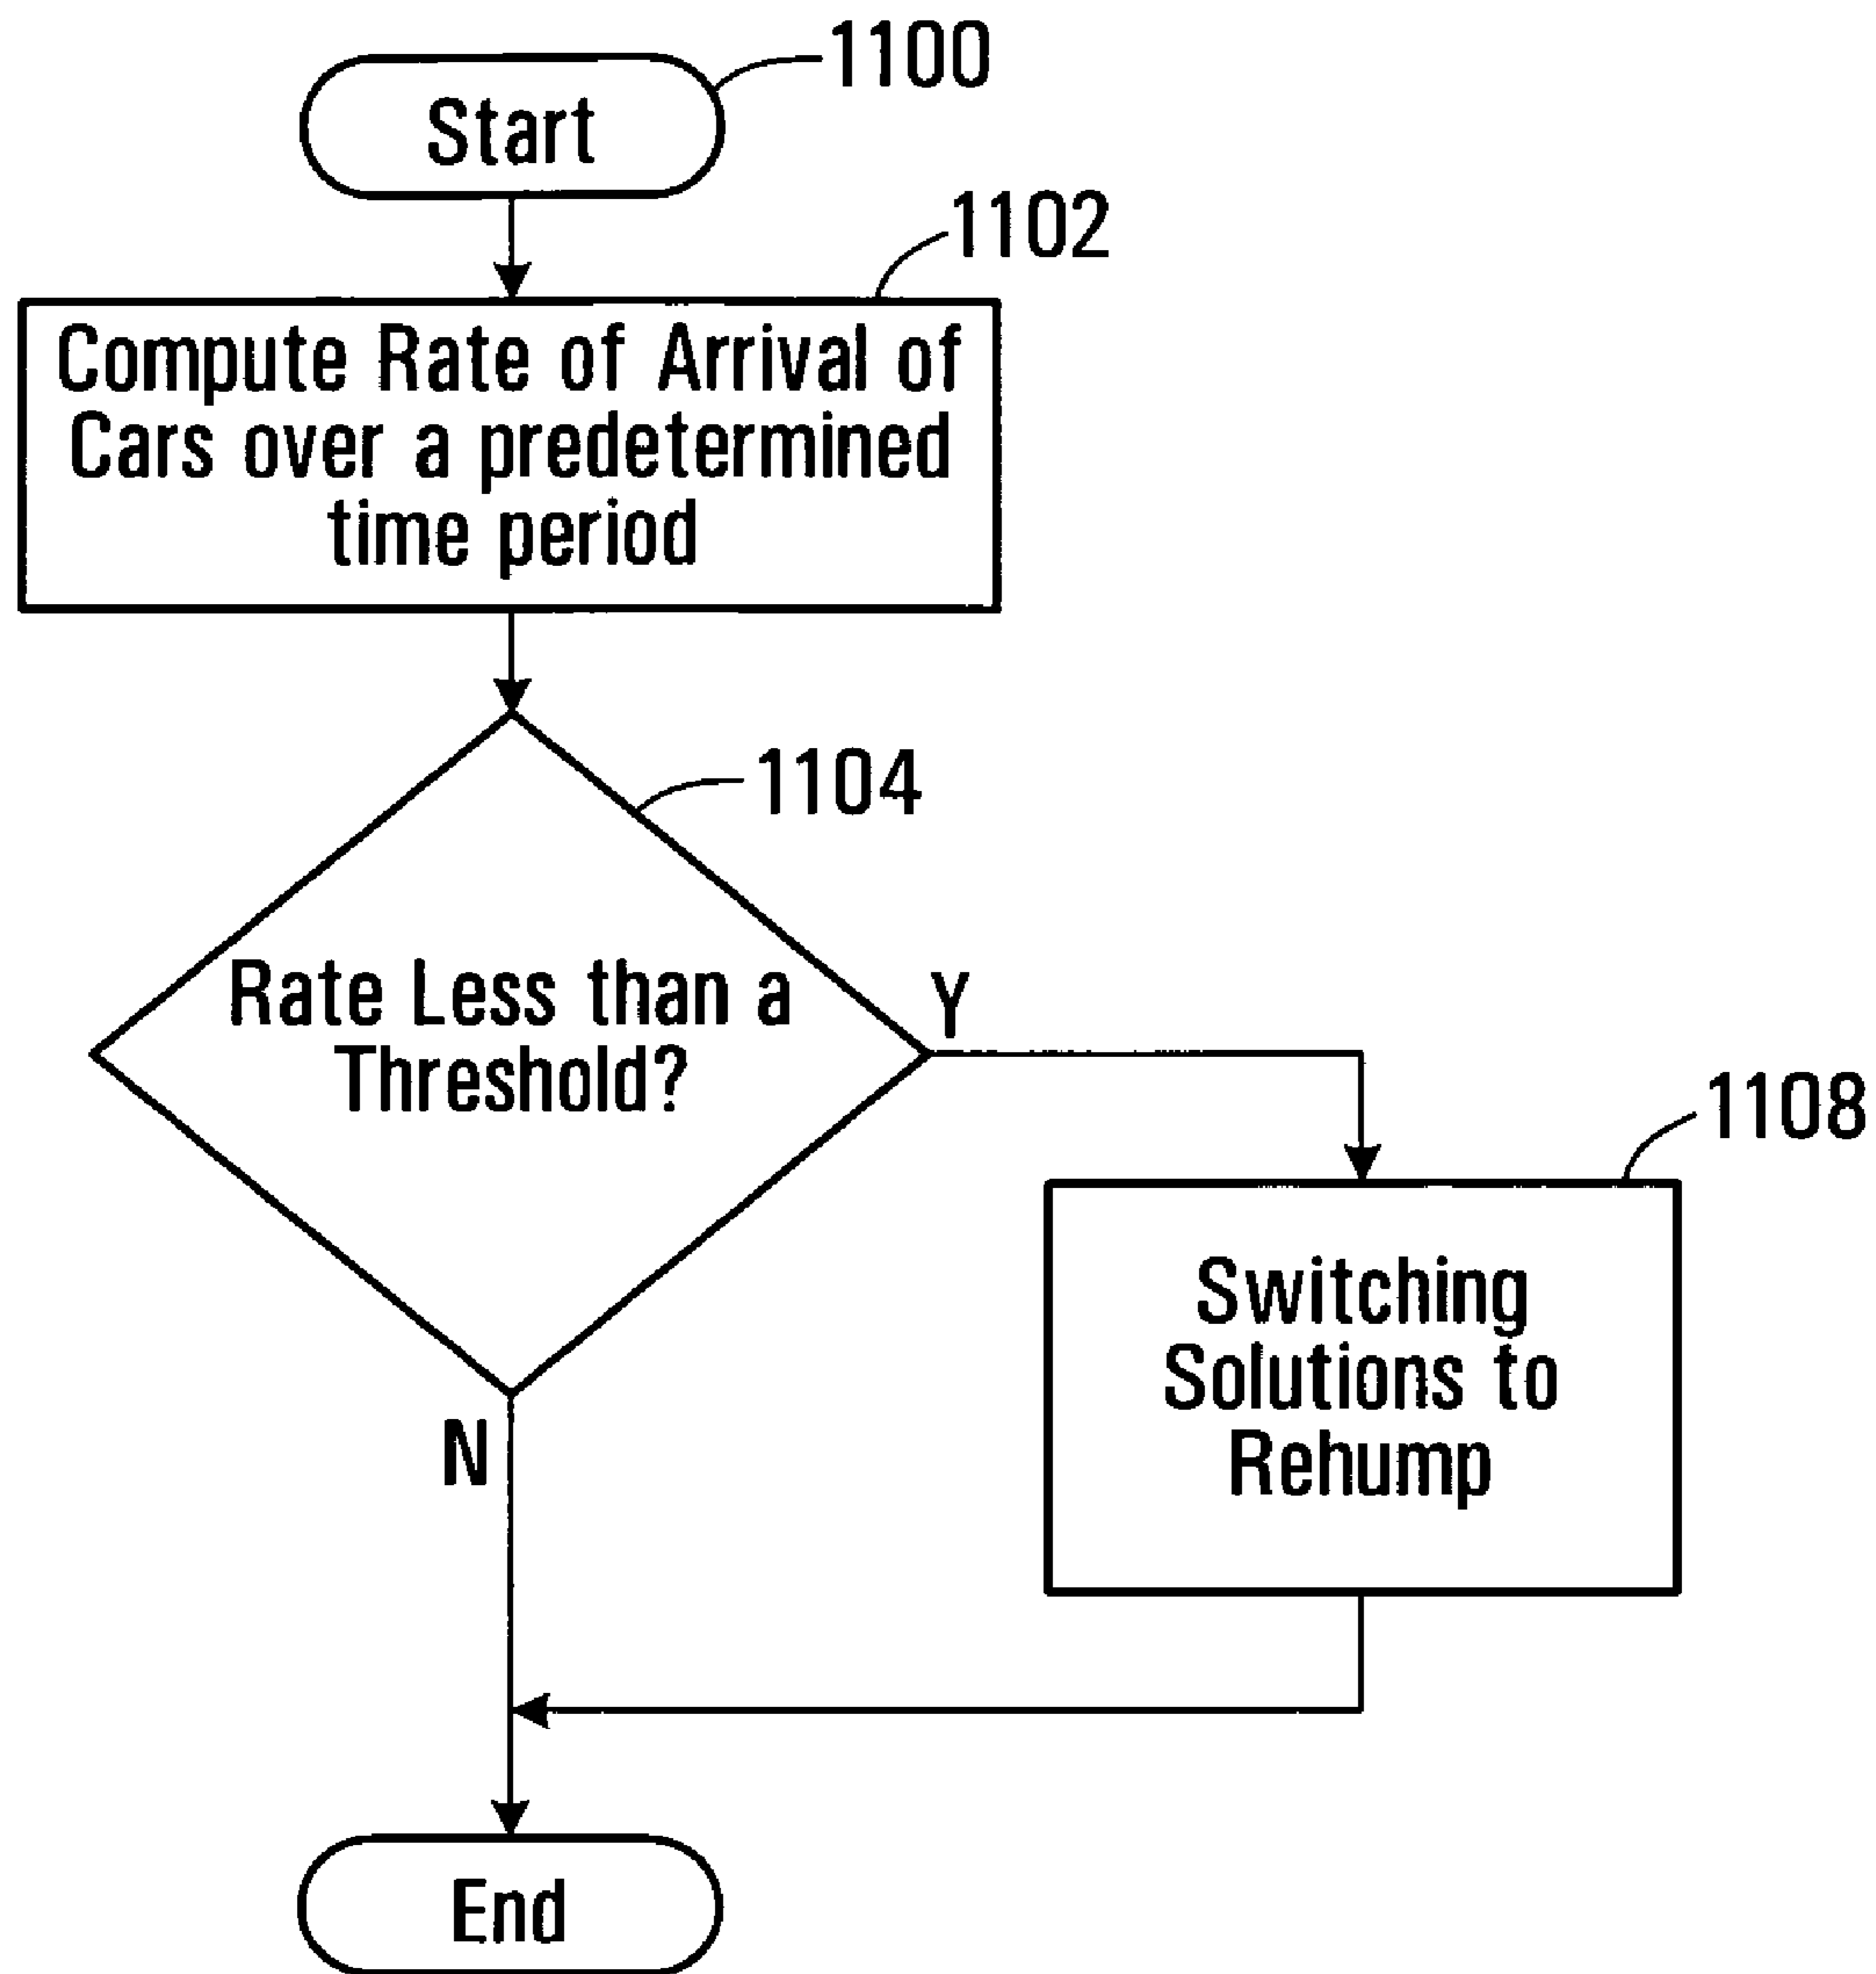 1100
Start
1102
Compute Rate of Arrival of
Cars over a predetermined
time period
1104
Rate Less than a
Threshold?
Y
1108
Switching
Solutions to
Rehump
N
End